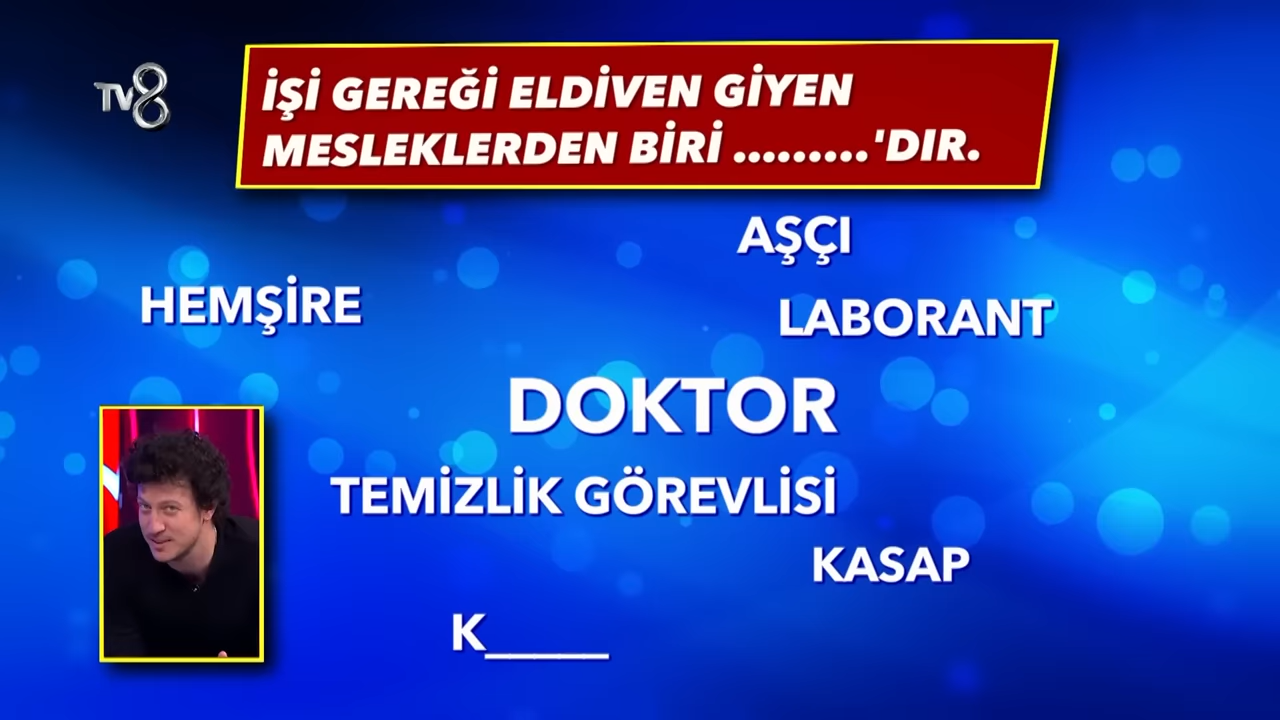 TV8
İŞİ GEREĞİ ELDİVEN GİYEN
MESLEKLERDEN BİRİ .........'DIR.
AŞÇI
HEMŞİRE
LABORANT
DOKTOR
TEMİZLİK GÖREVLİSİ
KASAP
K_____